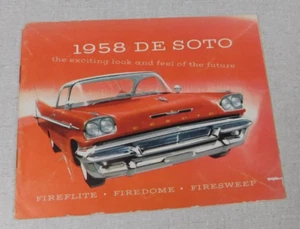 1958 DE SOTO
the exciting look and feel of the future
FIREFLITE • FIREDOME • FIRESWEEP